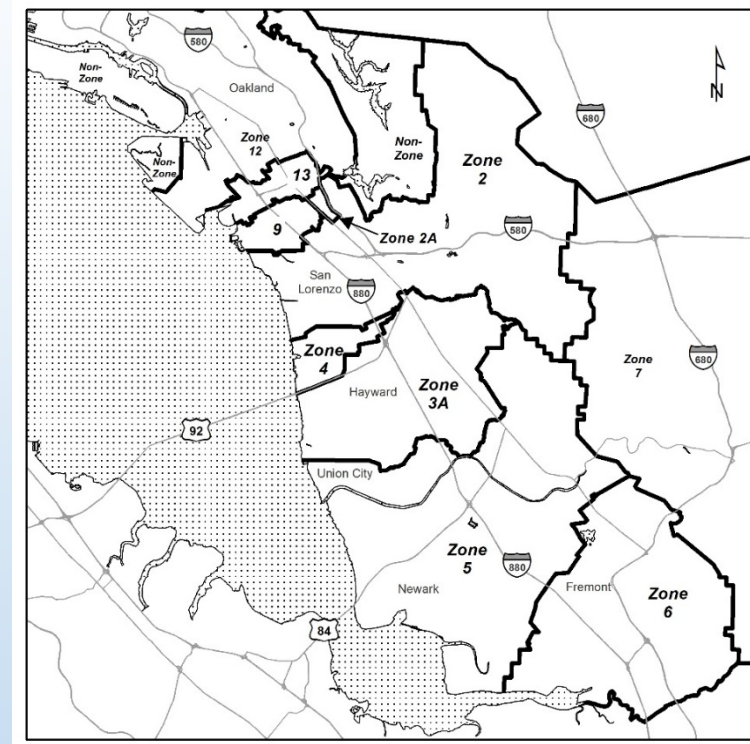 580
Non-
Zone
Oakland
N
680
Zone
12
Non-
Zone
Zone
2
Non-
Zone
13
9
Zone 2A
580
San
Lorenzo
880
Zone
4
Zone
7
680
Hayward
Zone
3A
92
Union City
Zone
5
880
Newark
Fremont
Zone
6
84